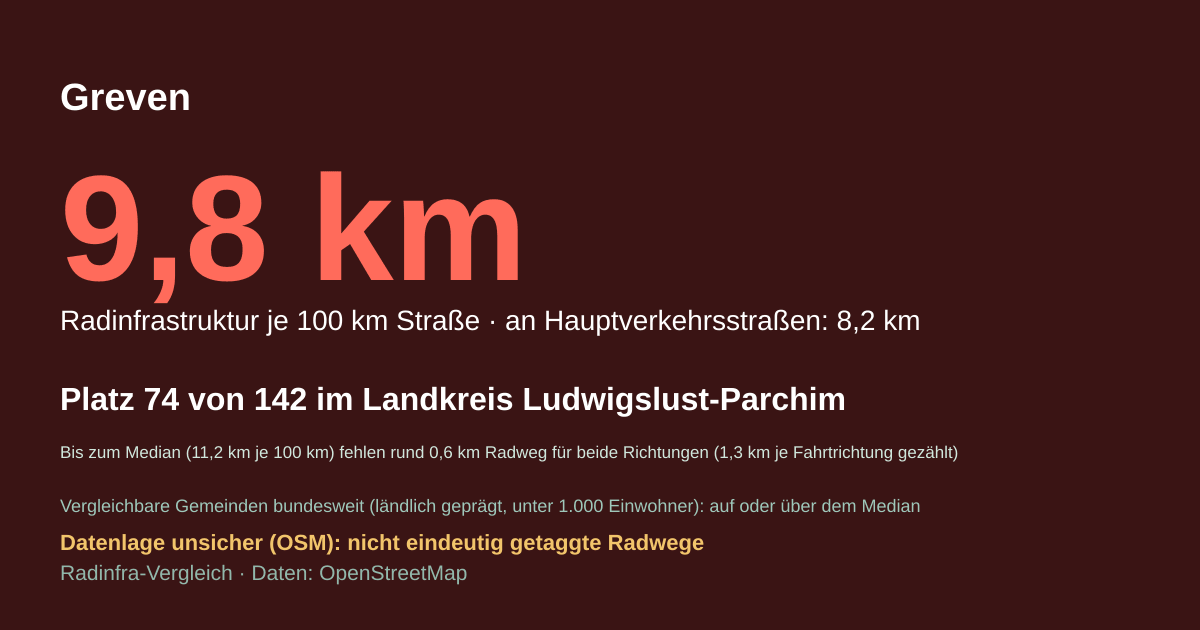 Greven
9,8 km
Radinfrastruktur je 100 km Straße · an Hauptverkehrsstraßen: 8,2 km
Platz 74 von 142 im Landkreis Ludwigslust-Parchim
Bis zum Median (11,2 km je 100 km) fehlen rund 0,6 km Radweg für beide Richtungen (1,3 km je Fahrtrichtung gezählt)
Vergleichbare Gemeinden bundesweit (ländlich geprägt, unter 1.000 Einwohner): auf oder über dem Median
Datenlage unsicher (OSM): nicht eindeutig getaggte Radwege
Radinfra-Vergleich · Daten: OpenStreetMap